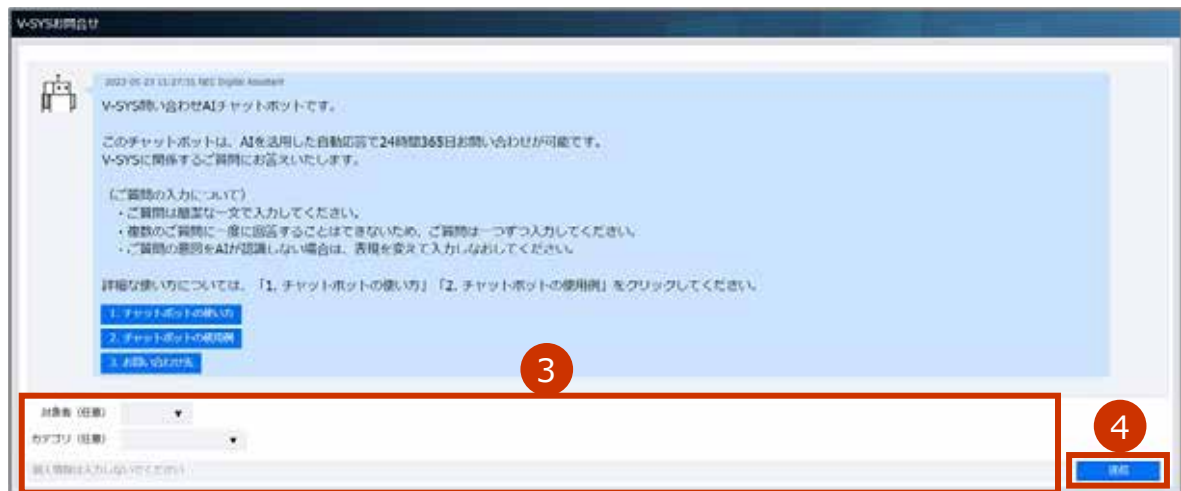 V-SYSお問合せ
2022-05-23 11:27:31 NEC Digital Assistant
V-SYS問い合わせAIチャットボットです。
このチャットボットは、AIを活用した自動応答で24時間365日お問い合わせが可能です。
V-SYSに関係するご質問にお答えいたします。
（ご質問の入力について）
・ご質問は簡潔な一文で入力してください。
・複数のご質問に一度に回答することはできないため、ご質問は一つずつ入力してください。
・ご質問の意図をAIが認識しない場合は、表現を変えて入力しなおしてください。
詳細な使い方については、「1. チャットボットの使い方」「2. チャットボットの使用例」をクリックしてください。
1. チャットボットの使い方
2. チャットボットの使用例
3. お問い合わせ先
3
対象者（任意）
カテゴリ（任意）
4
個人情報は入力しないでください
送信